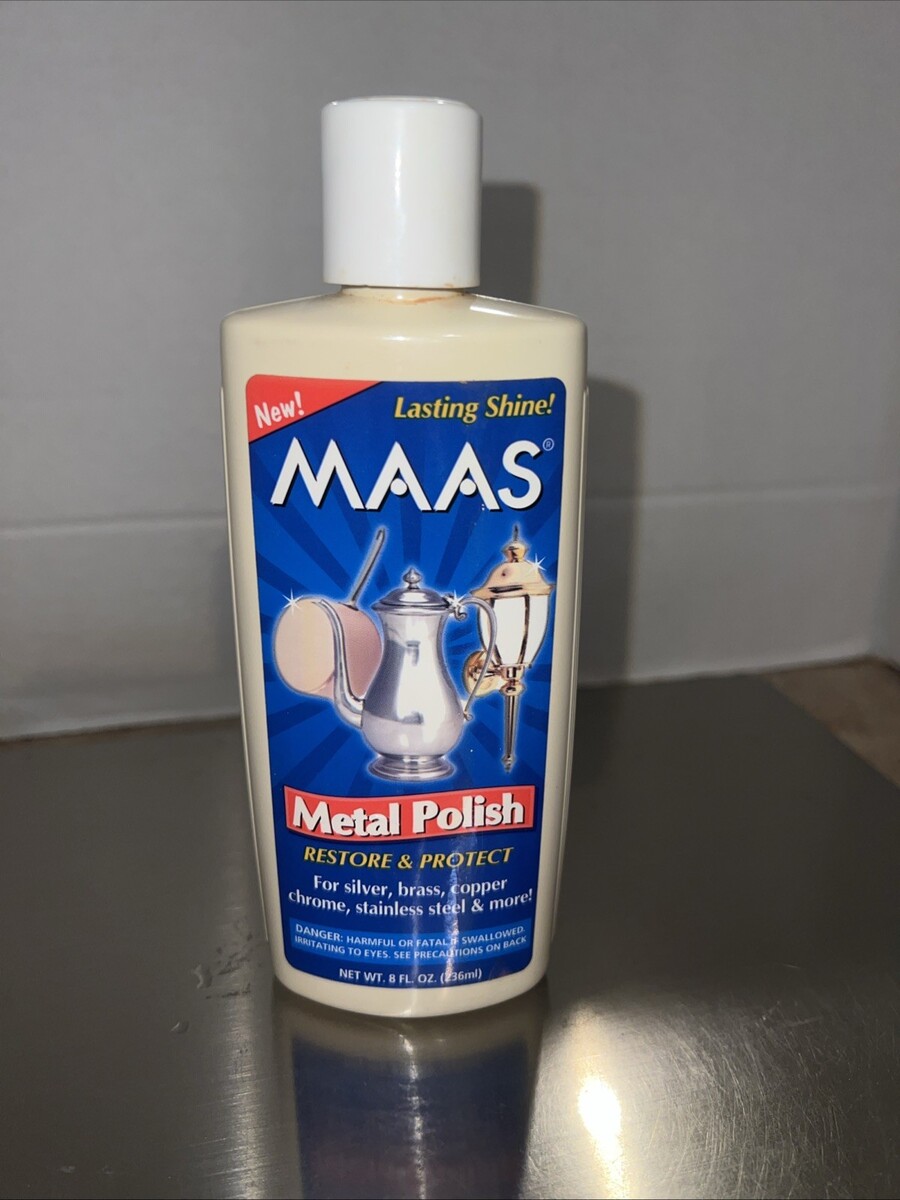 New!
Lasting Shine!
MAAS®
Metal Polish
RESTORE & PROTECT
For silver, brass, copper
chrome, stainless steel & more!
DANGER: HARMFUL OR FATAL IF SWALLOWED.
IRRITATING TO EYES. SEE PRECAUTIONS ON BACK
NET WT. 8 FL. OZ. (236ml)